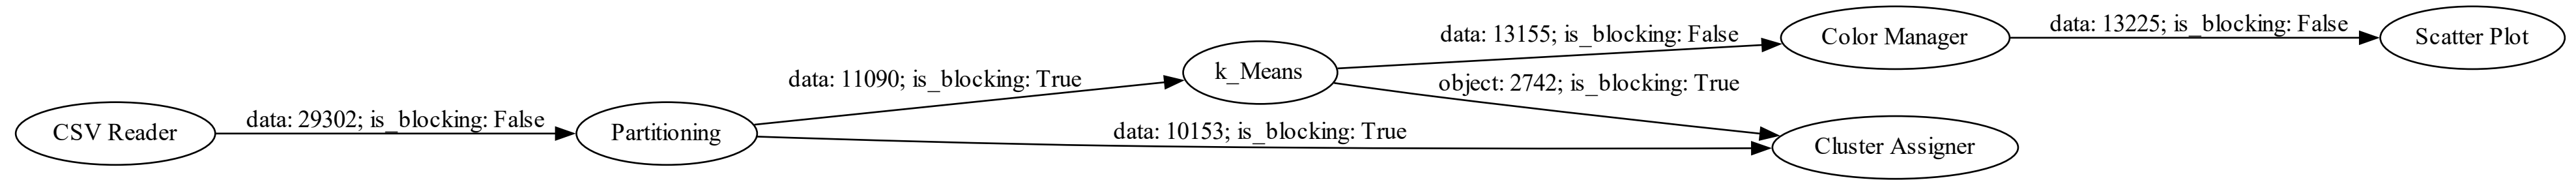 CSV Reader
data: 29302; is_blocking: False
Partitioning
data: 11090; is_blocking: True
data: 10153; is_blocking: True
k_Means
data: 13155; is_blocking: False
object: 2742; is_blocking: True
Color Manager
Cluster Assigner
data: 13225; is_blocking: False
Scatter Plot